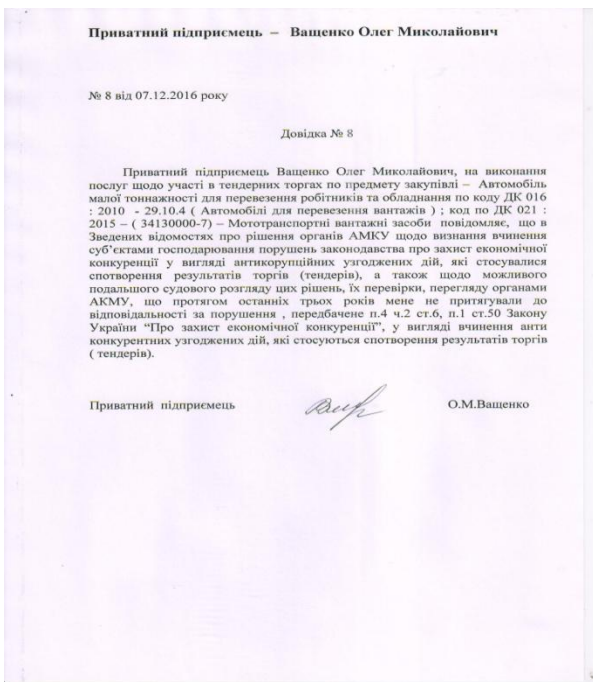 Приватний підприємець – Ващенко Олег Миколайович
№ 8 від 07.12.2016 року
Довідка № 8
Приватний підприємець Ващенко Олег Миколайович, на виконання
послуг щодо участі в тендерних торгах по предмету закупівлі – Автомобіль
малої тоннажності для перевезення робітників та обладнання по коду ДК 016
: 2010 - 29.10.4 ( Автомобілі для перевезення вантажів ) ; код по ДК 021 :
2015 – ( 34130000-7) – Мототранспортні вантажні засоби повідомляє, що в
Зведених відомостях про рішення органів АМКУ щодо визнання вчинення
суб’єктами господарювання порушень законодавства про захист економічної
конкуренції у вигляді антикорупційних узгоджених дій, які стосувалися
спотворення результатів торгів (тендерів), а також щодо можливого
подальшого судового розгляду цих рішень, їх перевірки, перегляду органами
АКМУ, що протягом останніх трьох років мене не притягували до
відповідальності за порушення , передбачене п.4 ч.2 ст.6, п.1 ст.50 Закону
України “Про захист економічної конкуренції”, у вигляді вчинення анти
конкурентних узгоджених дій, які стосуються спотворення результатів торгів
( тендерів).
Приватний підприємець О.М.Ващенко